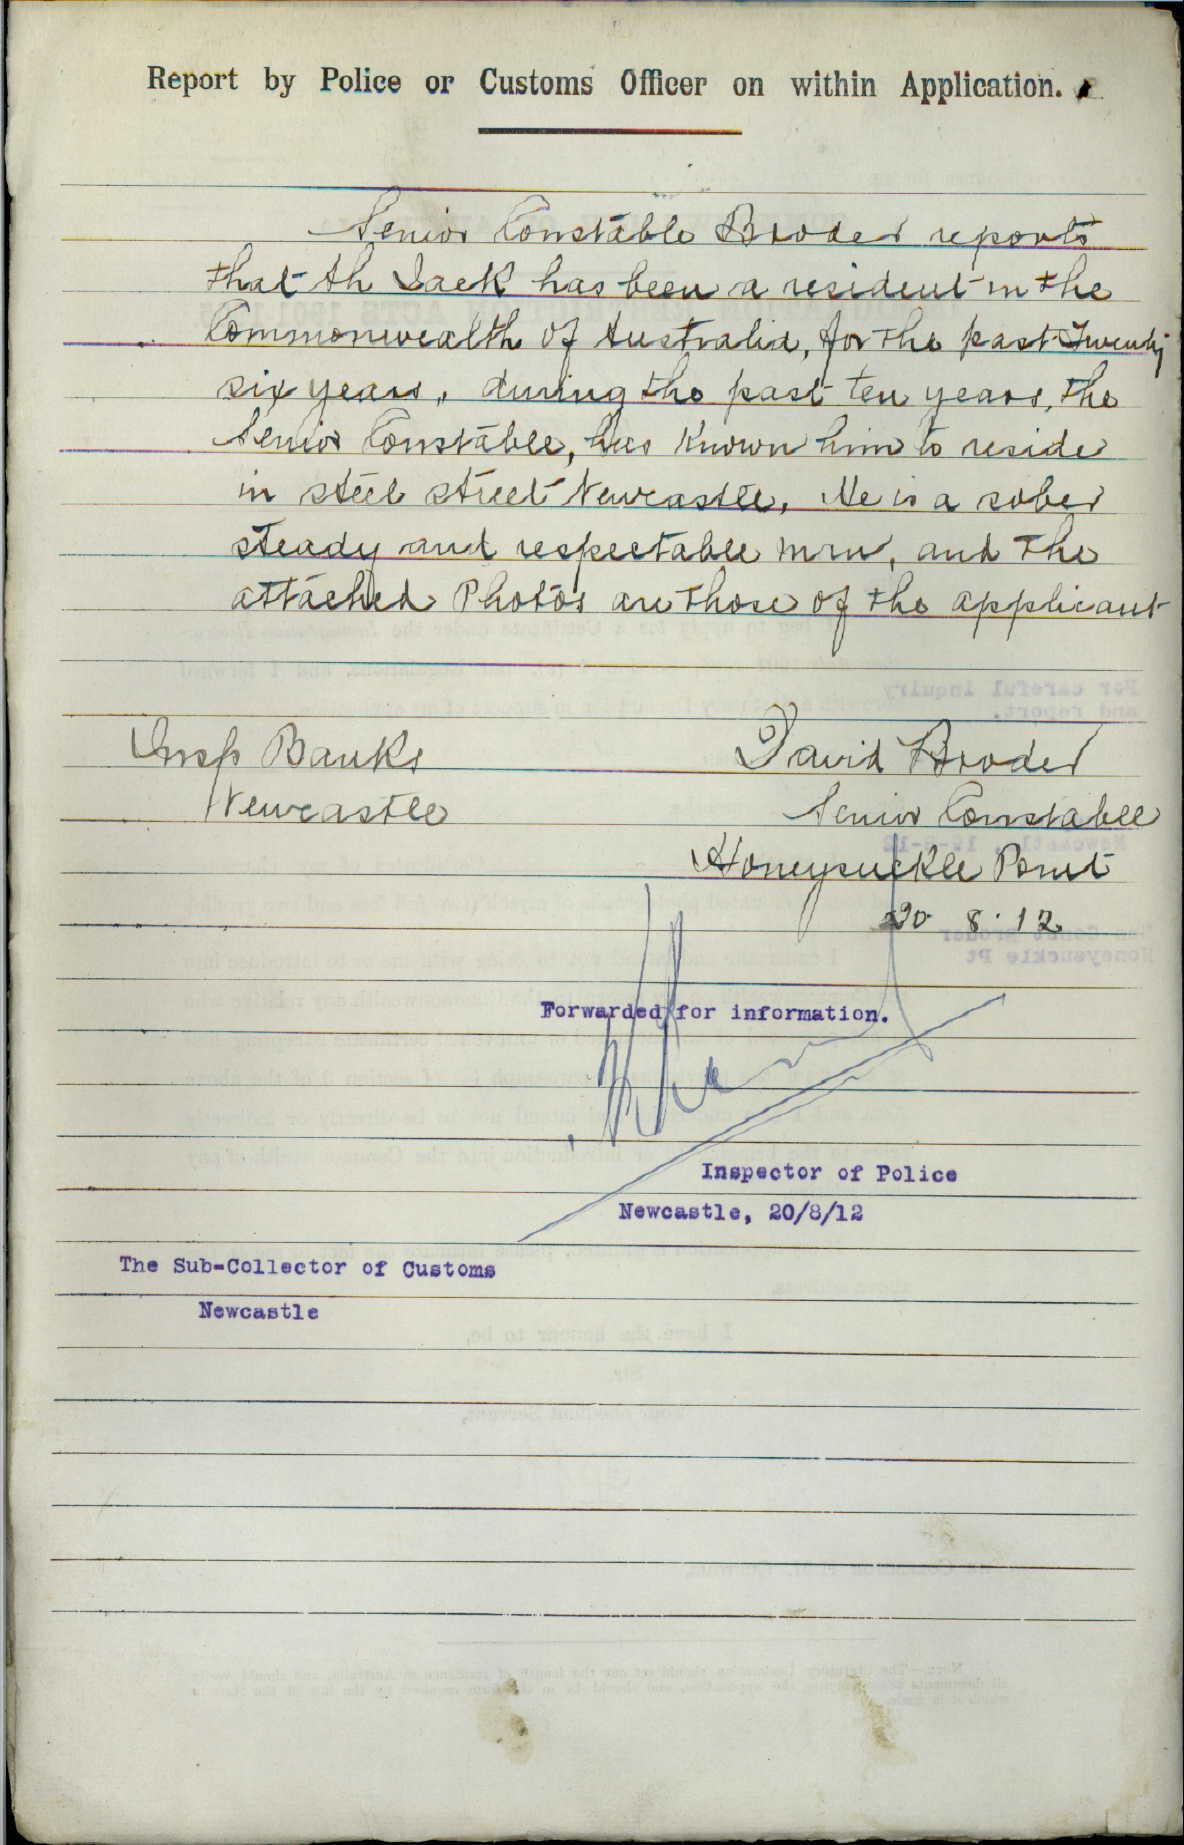 Report by Police or Customs Officer on within Application.
Senior Constable Broder reports
that Ah Jack has been a resident in the
Commonwealth of Australia, for the past Twenty
six years, during the past ten years, the
Senior Constable, has known him to reside
in steel street Newcastle, He is a sober
steady and respectable man, and the
attached Photos are those of the applicant
Insp Banks
Newcastle
David Broder
Senior Constable
Honeysuckle Point
20 8.12
Forwarded for information.
Inspector of Police
Newcastle, 20/8/12
The Sub-Collector of Customs
Newcastle